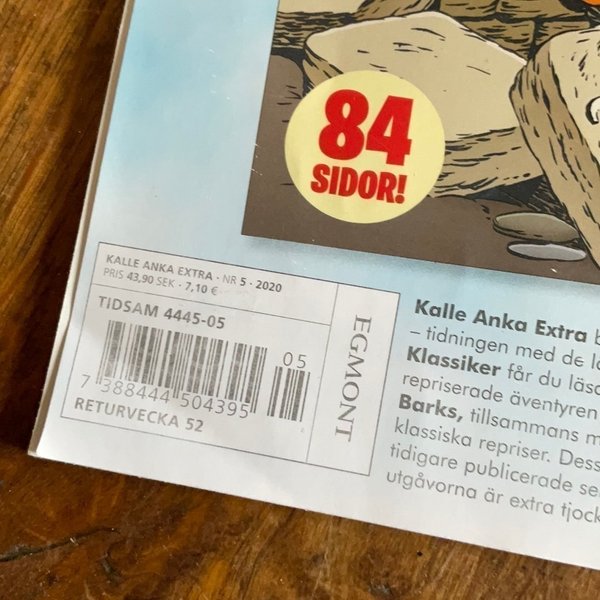 84
SIDOR!
KALLE ANKA EXTRA · NR 5 · 2020
PRIS 43,90 SEK · 7,10 €
TIDSAM 4445-05
05
7 388444 504395
RETURVECKA 52
EGMONT
Kalle Anka Extra
– tidningen med de
Klassiker får du läsa
repriserade äventyren
Barks, tillsammans
klassiska repriser. Dess
tidigare publicerade
utgåvorna är extra tjock